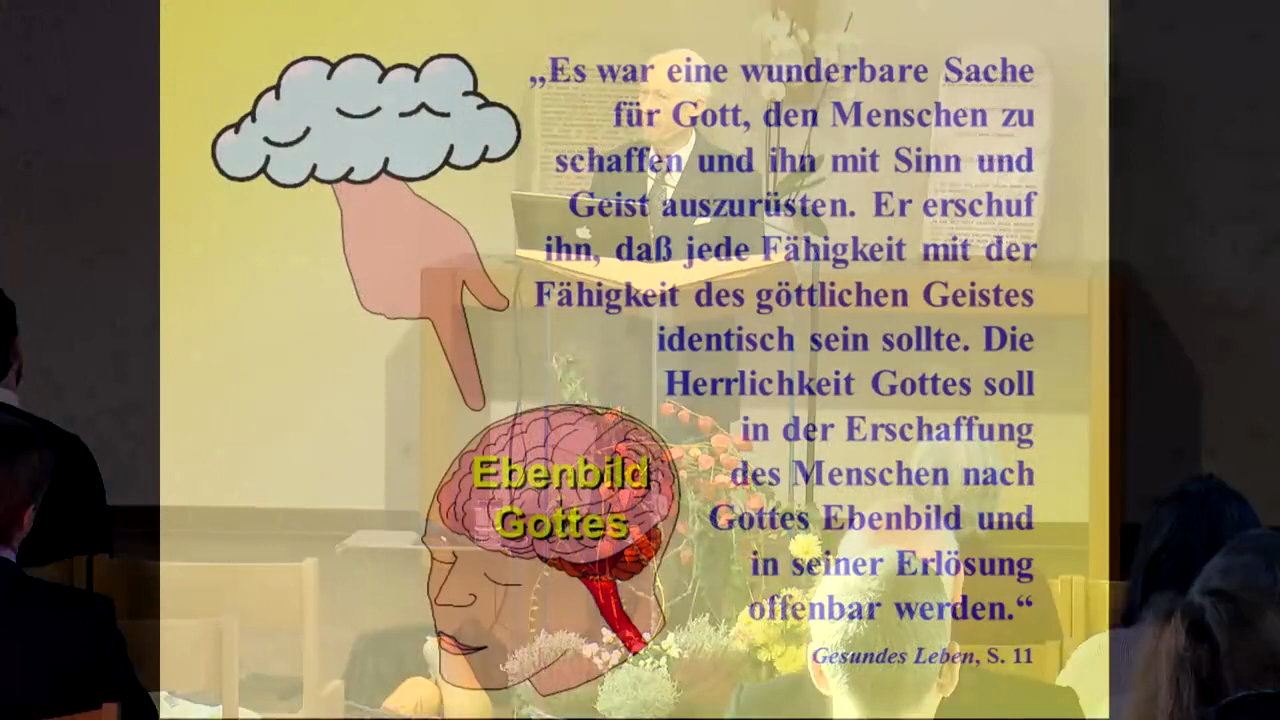 „Es war eine wunderbare Sache
für Gott, den Menschen zu
schaffen und ihn mit Sinn und
Geist auszurüsten. Er erschuf
ihn, daß jede Fähigkeit mit der
Fähigkeit des göttlichen Geistes
identisch sein sollte. Die
Herrlichkeit Gottes soll
in der Erschaffung
des Menschen nach
Gottes Ebenbild und
in seiner Erlösung
offenbar werden.“
Gesundes Leben, S. 11
Ebenbild
Gottes